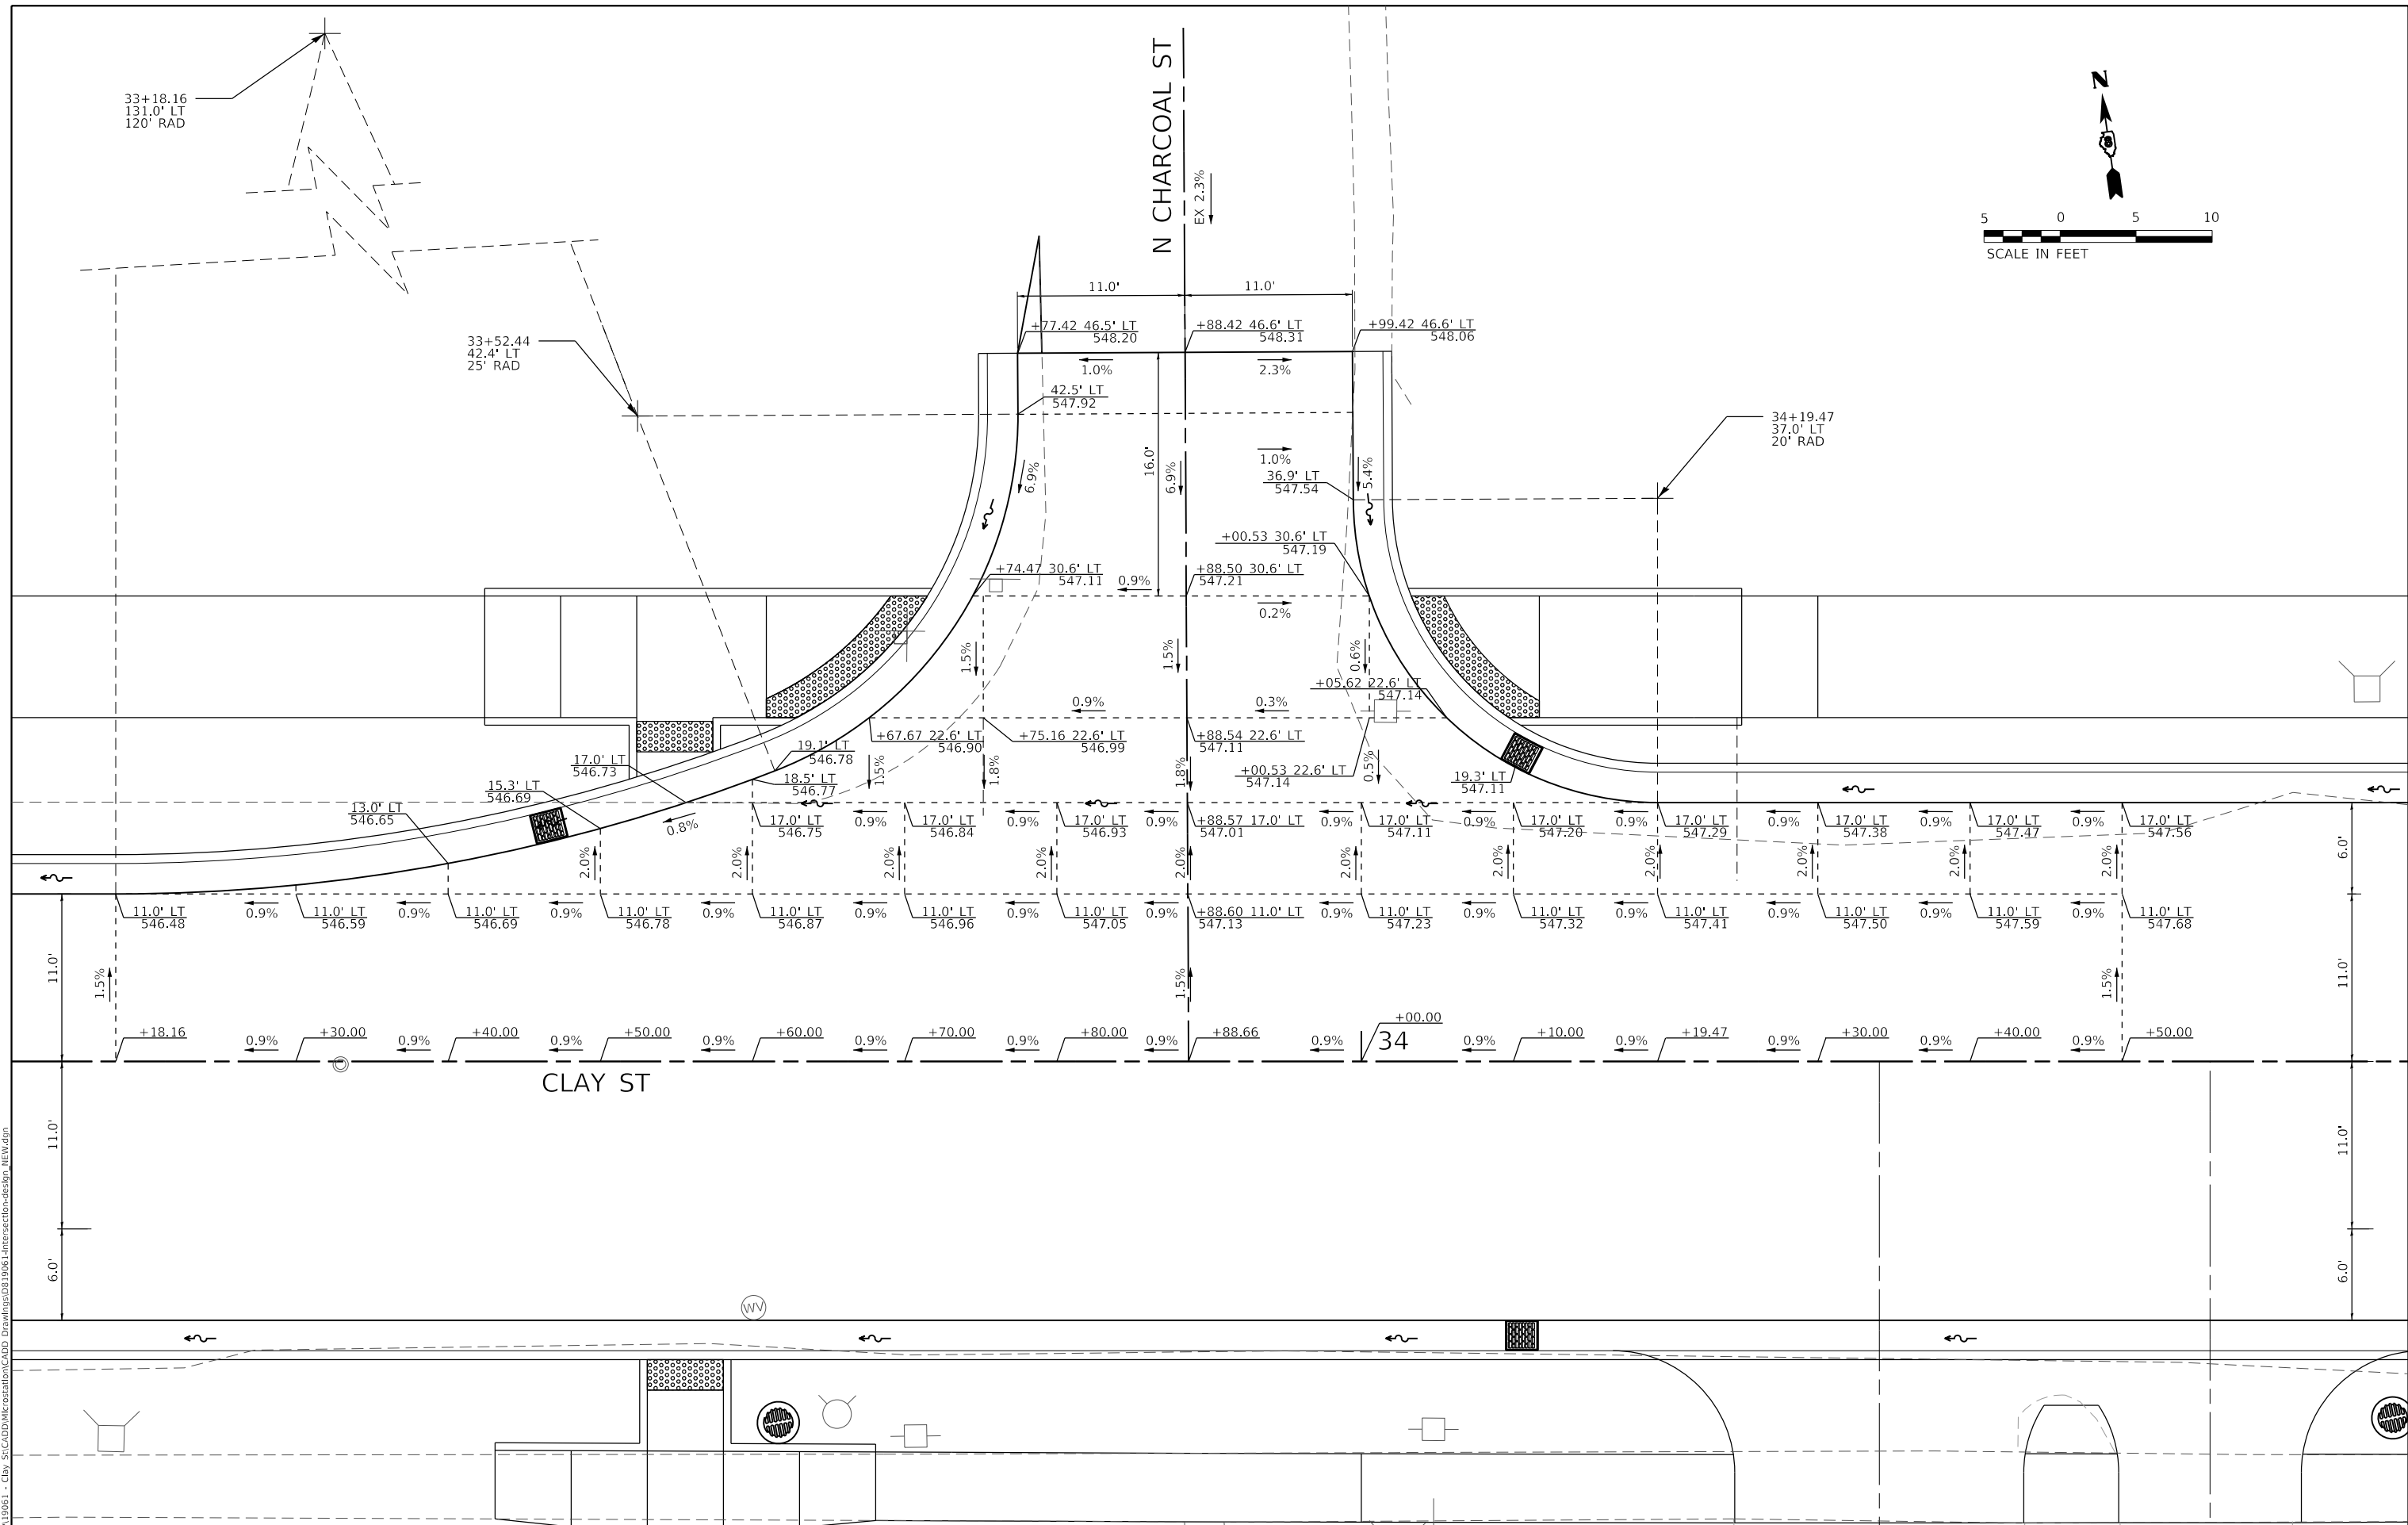 33+18.16
131.0' LT
120' RAD
N CHARCOAL ST
EX 2.3%
N
5 0 5 10
SCALE IN FEET
11.0' 11.0'
+77.42 46.5' LT
548.20
+88.42 46.6' LT
548.31
+99.42 46.6' LT
548.06
33+52.44
42.4' LT
25' RAD
1.0% 2.3%
42.5' LT
547.92
34+19.47
37.0' LT
20' RAD
16.0'
6.9%
6.9%
1.0%
5.4%
36.9' LT
547.54
+00.53 30.6' LT
547.19
+74.47 30.6' LT
547.11
0.9%
+88.50 30.6' LT
547.21
0.2%
1.5%
1.5%
0.6%
+05.62 22.6' LT
547.14
0.9% 0.3%
+67.67 22.6' LT
546.90
+75.16 22.6' LT
546.99
+88.54 22.6' LT
547.11
+00.53 22.6' LT
547.14
19.1' LT
546.78
17.0' LT
546.73
18.5' LT
546.77
1.5%
1.8%
1.8%
0.5%
19.3' LT
547.11
15.3' LT
546.69
13.0' LT
546.65
0.8%
17.0' LT
546.75
0.9%
17.0' LT
546.84
0.9%
17.0' LT
546.93
0.9%
+88.57 17.0' LT
547.01
0.9%
17.0' LT
547.11
0.9%
17.0' LT
547.20
0.9%
17.0' LT
547.29
0.9%
17.0' LT
547.38
0.9%
17.0' LT
547.47
0.9%
17.0' LT
547.56
6.0'
2.0% 2.0% 2.0% 2.0% 2.0% 2.0% 2.0% 2.0% 2.0% 2.0% 2.0%
11.0' LT
546.48
0.9%
11.0' LT
546.59
0.9%
11.0' LT
546.69
0.9%
11.0' LT
546.78
0.9%
11.0' LT
546.87
0.9%
11.0' LT
546.96
0.9%
11.0' LT
547.05
0.9%
+88.60 11.0' LT
547.13
0.9%
11.0' LT
547.23
0.9%
11.0' LT
547.32
0.9%
11.0' LT
547.41
0.9%
11.0' LT
547.50
0.9%
11.0' LT
547.59
0.9%
11.0' LT
547.68
11.0'
1.5%
1.5%
1.5%
11.0'
+18.16 0.9% +30.00 0.9% +40.00 0.9% +50.00 0.9% +60.00 0.9% +70.00 0.9% +80.00 0.9% +88.66 0.9% +00.00 0.9% +10.00 0.9% +19.47 0.9% +30.00 0.9% +40.00 0.9% +50.00
34
CLAY ST
11.0'
11.0'
6.0'
6.0'
WV
19061 - Clay St\CADD\Microstation\CADD Drawings\D819061-Intersection-design_NEW.dgn